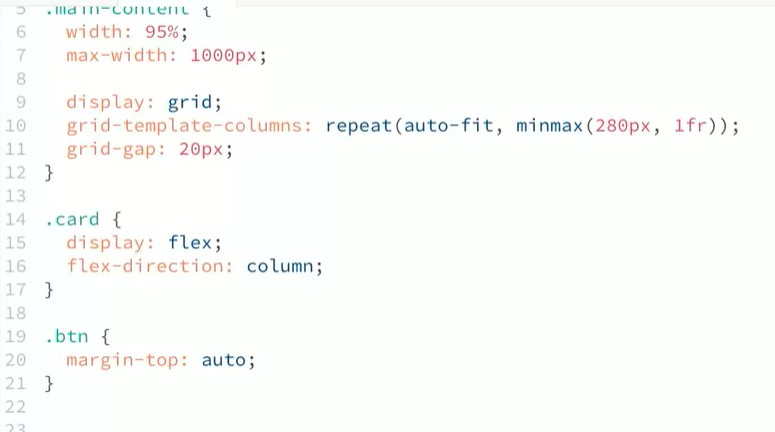 5 .main-content {
6 width: 95%;
7 max-width: 1000px;
8
9 display: grid;
10 grid-template-columns: repeat(auto-fit, minmax(280px, 1fr));
11 grid-gap: 20px;
12 }
13
14 .card {
15 display: flex;
16 flex-direction: column;
17 }
18
19 .btn {
20 margin-top: auto;
21 }
22
23